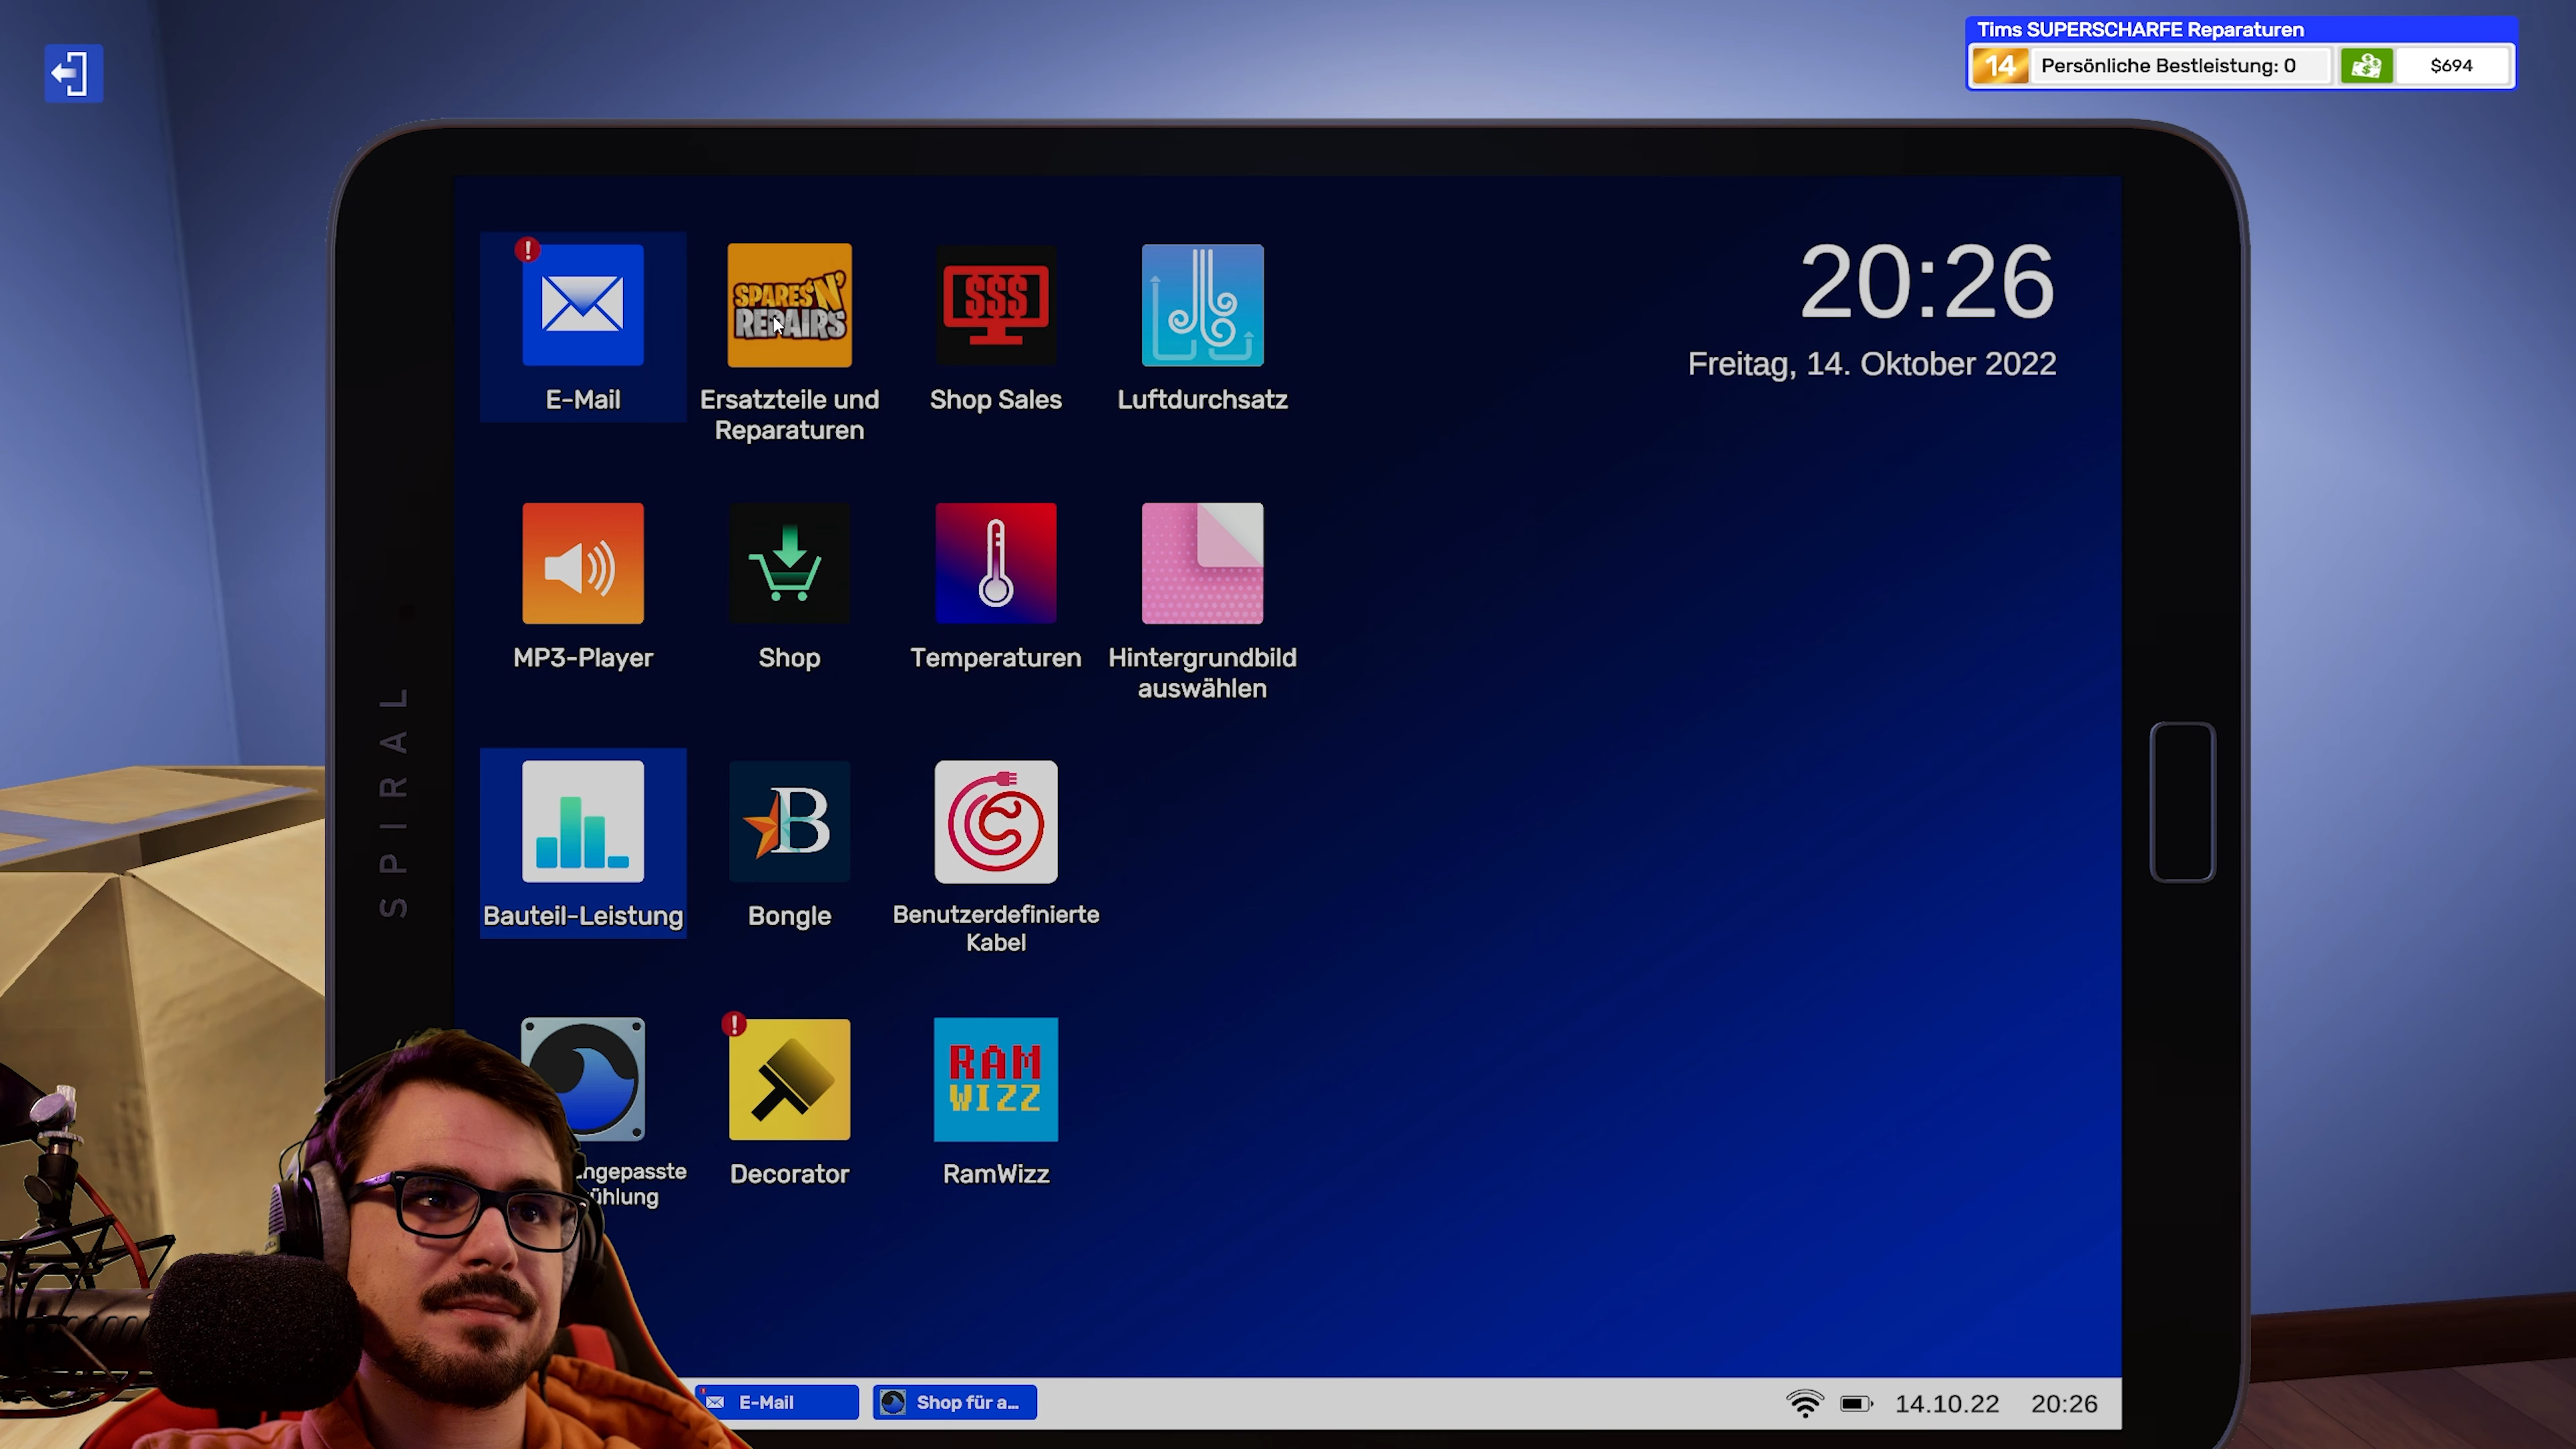 Tims SUPERSCHARFE Reparaturen
14 Persönliche Bestleistung: 0 $694
20:26
Freitag, 14. Oktober 2022
!
SPARES N'
REPAIRS
$$$
E-Mail
Ersatzteile und
Reparaturen
Shop Sales
Luftdurchsatz
MP3-Player
Shop
Temperaturen
Hintergrundbild
auswählen
SPIRAL
B
Bauteil-Leistung
Bongle
Benutzerdefinierte
Kabel
!
RAM
WIZZ
ngepasste
ühlung
Decorator
RamWizz
E-Mail
Shop für a...
14.10.22 20:26